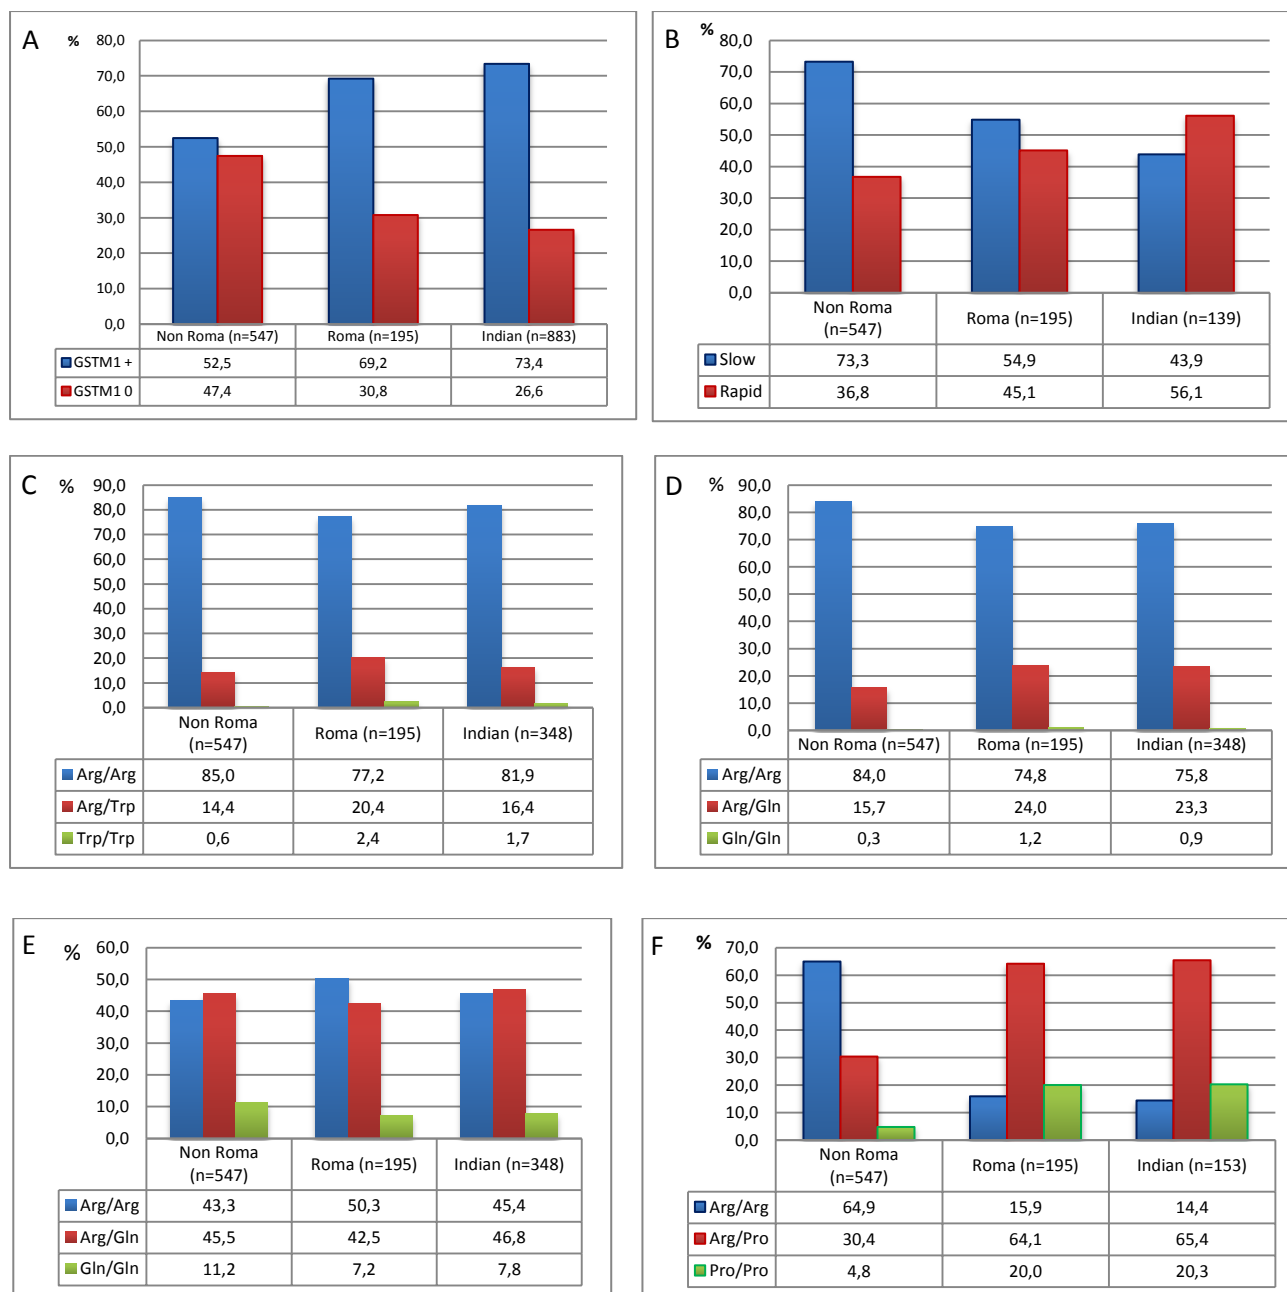 A %
80,0
70,0
60,0
50,0
40,0
30,0
20,0
10,0
0,0
Non Roma (n=547) Roma (n=195) Indian (n=883)
GSTM1 + 52,5 69,2 73,4
GSTM1 0 47,4 30,8 26,6
B %
80,0
70,0
60,0
50,0
40,0
30,0
20,0
10,0
0,0
Non Roma
(n=547)
Roma (n=195) Indian (n=139)
Slow 73,3 54,9 43,9
Rapid 36,8 45,1 56,1
C %
90,0
80,0
70,0
60,0
50,0
40,0
30,0
20,0
10,0
0,0
Non Roma
(n=547)
Roma (n=195) Indian (n=348)
Arg/Arg 85,0 77,2 81,9
Arg/Trp 14,4 20,4 16,4
Trp/Trp 0,6 2,4 1,7
D %
90,0
80,0
70,0
60,0
50,0
40,0
30,0
20,0
10,0
0,0
Non Roma (n=547) Roma (n=195) Indian (n=348)
Arg/Arg 84,0 74,8 75,8
Arg/Gln 15,7 24,0 23,3
Gln/Gln 0,3 1,2 0,9
E %
60,0
50,0
40,0
30,0
20,0
10,0
0,0
Non Roma
(n=547)
Roma (n=195) Indian (n=348)
Arg/Arg 43,3 50,3 45,4
Arg/Gln 45,5 42,5 46,8
Gln/Gln 11,2 7,2 7,8
F %
70,0
60,0
50,0
40,0
30,0
20,0
10,0
0,0
Non Roma
(n=547)
Roma (n=195) Indian (n=153)
Arg/Arg 64,9 15,9 14,4
Arg/Pro 30,4 64,1 65,4
Pro/Pro 4,8 20,0 20,3